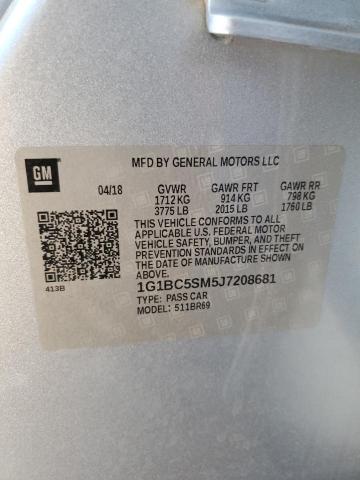 GM
MFD BY GENERAL MOTORS LLC
04/18 GVWR GAWR FRT GAWR RR
1712 KG 914 KG 798 KG
3775 LB 2015 LB 1760 LB
THIS VEHICLE CONFORMS TO ALL
APPLICABLE U.S. FEDERAL MOTOR
VEHICLE SAFETY, BUMPER, AND THEFT
PREVENTION STANDARDS IN EFFECT ON
THE DATE OF MANUFACTURE SHOWN ABOVE.
1G1BC5SM5J7208681
TYPE: PASS CAR
MODEL: 511BR69
413B